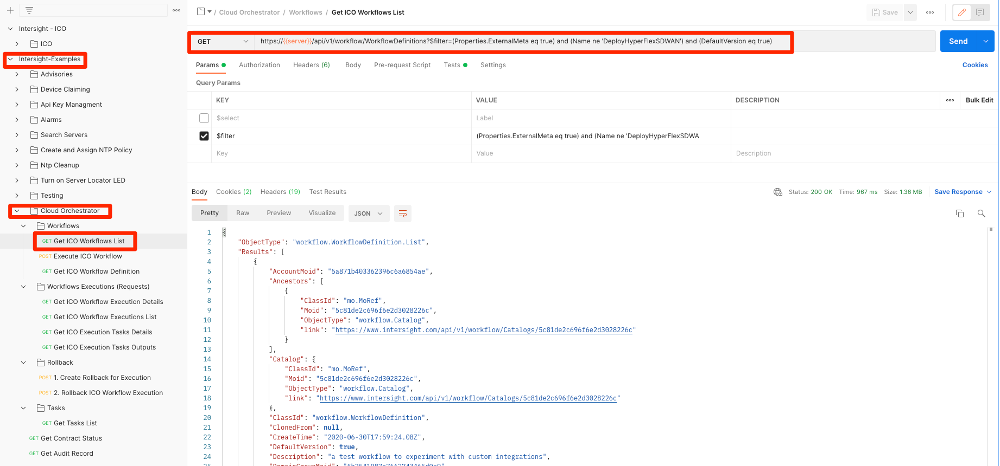 Intersight - ICO
ICO
Intersight-Examples
Advisories
Device Claiming
Api Key Managment
Alarms
Search Servers
Create and Assign NTP Policy
Ntp Cleanup
Turn on Server Locator LED
Testing
Cloud Orchestrator
Workflows
GET Get ICO Workflows List
POST Execute ICO Workflow
GET Get ICO Workflow Definition
Workflows Executions (Requests)
GET Get ICO Workflow Execution Details
GET Get ICO Workflow Executions List
GET Get ICO Execution Tasks Details
GET Get ICO Execution Tasks Outputs
Rollback
POST 1. Create Rollback for Execution
POST 2. Rollback ICO Workflow Execution
Tasks
GET Get Tasks List
GET Get Contract Status
GET Get Audit Record
/ Cloud Orchestrator / Workflows / Get ICO Workflows List
Save
GET https://{{server}}/api/v1/workflow/WorkflowDefinitions?$filter=(Properties.ExternalMeta eq true) and (Name ne 'DeployHyperFlexSDWAN') and (DefaultVersion eq true)
Send
Params Authorization Headers (6) Body Pre-request Script Tests Settings Cookies
Query Params
KEY VALUE DESCRIPTION Bulk Edit
$select Label
$filter (Properties.ExternalMeta eq true) and (Name ne 'DeployHyperFlexSDWA
Key Value Description
Body Cookies (2) Headers (19) Test Results Status: 200 OK Time: 967 ms Size: 1.36 MB Save Response
Pretty Raw Preview Visualize JSON
1 {
2 "ObjectType": "workflow.WorkflowDefinition.List",
3 "Results": [
4 {
5 "AccountMoid": "5a871b403362396c6a6854ae",
6 "Ancestors": [
7 {
8 "ClassId": "mo.MoRef",
9 "Moid": "5c81de2c696f6e2d3028226c",
10 "ObjectType": "workflow.Catalog",
11 "link": "https://www.intersight.com/api/v1/workflow/Catalogs/5c81de2c696f6e2d3028226c"
12 }
13 ],
14 "Catalog": {
15 "ClassId": "mo.MoRef",
16 "Moid": "5c81de2c696f6e2d3028226c",
17 "ObjectType": "workflow.Catalog",
18 "link": "https://www.intersight.com/api/v1/workflow/Catalogs/5c81de2c696f6e2d3028226c"
19 },
20 "ClassId": "workflow.WorkflowDefinition",
21 "ClonedFrom": null,
22 "CreateTime": "2020-06-30T17:59:24.08Z",
23 "DefaultVersion": true,
24 "Description": "a test workflow to experiment with custom integrations",